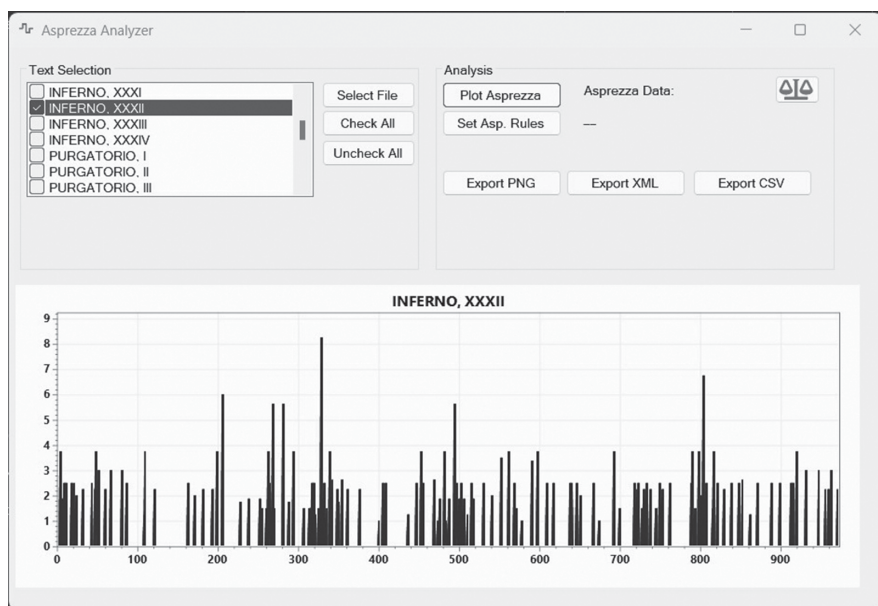 Asprezza Analyzer
Text Selection
INFERNO, XXXI
INFERNO, XXXII
INFERNO, XXXIII
INFERNO, XXXIV
PURGATORIO, I
PURGATORIO, II
PURGATORIO, III
Select File
Check All
Uncheck All
Analysis
Plot Asprezza
Asprezza Data:
Set Asp. Rules
—
Export PNG
Export XML
Export CSV
INFERNO, XXXII
9
8
7
6
5
4
3
2
1
0
0 100 200 300 400 500 600 700 800 900